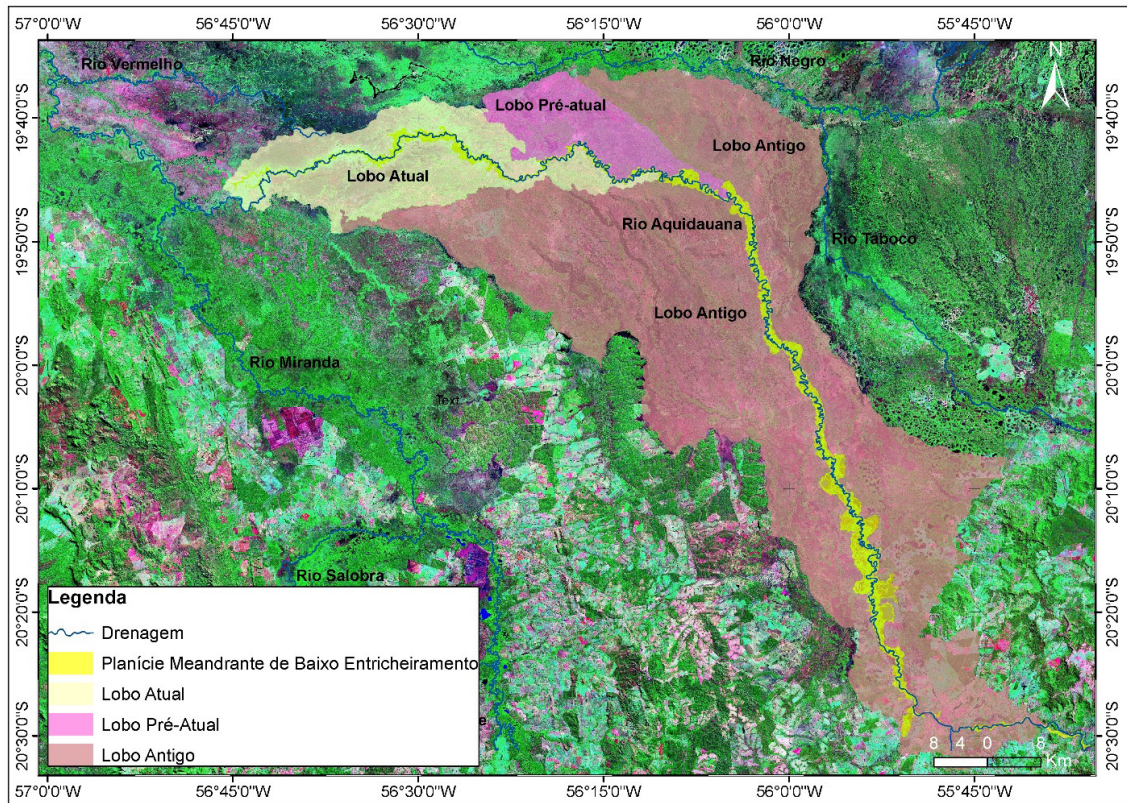 57°0'0"W 56°45'0"W 56°30'0"W 56°15'0"W 56°0'0"W 55°45'0"W
Rio Vermelho
Rio Negro
N
Lobo Pré-atual
19°40'0"S
19°40'0"S
Lobo Antigo
Lobo Atual
Rio Aquidauana
Rio Taboco
19°50'0"S
19°50'0"S
Lobo Antigo
Rio Miranda
20°0'0"S
20°0'0"S
Text
20°10'0"S
20°10'0"S
Rio Salobra
20°20'0"S
20°20'0"S
Legenda
Drenagem
Planície Meandrante de Baixo Entricheiramento
Lobo Atual
Lobo Pré-Atual
Lobo Antigo
e
20°30'0"S
20°30'0"S
8 4 0 8
Km
57°0'0"W 56°45'0"W 56°30'0"W 56°15'0"W 56°0'0"W 55°45'0"W